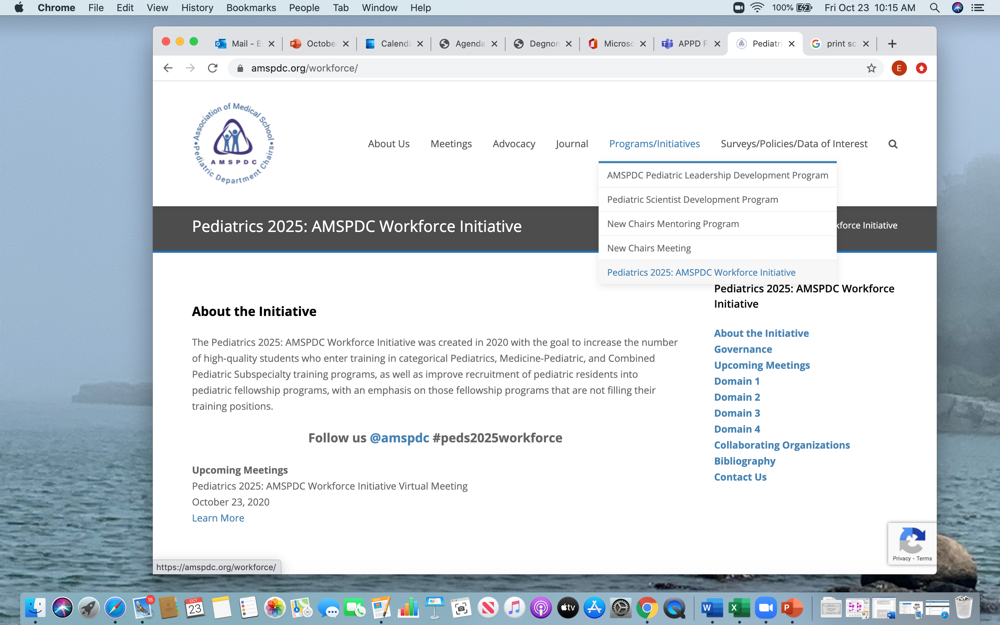 Chrome File Edit View History Bookmarks People Tab Window Help 100% Fri Oct 23 10:15 AM
Mail - E Octobe Calend Agenda Degnon Microso APPD F Pediatri print sc
amspdc.org/workforce/ E
Association of Medical School Pediatric Department Chairs
AMSPDC
About Us Meetings Advocacy Journal Programs/Initiatives Surveys/Policies/Data of Interest
AMSPDC Pediatric Leadership Development Program
Pediatric Scientist Development Program
New Chairs Mentoring Program
New Chairs Meeting
Pediatrics 2025: AMSPDC Workforce Initiative
Pediatrics 2025: AMSPDC Workforce Initiative
kforce Initiative
About the Initiative
The Pediatrics 2025: AMSPDC Workforce Initiative was created in 2020 with the goal to increase the number
of high-quality students who enter training in categorical Pediatrics, Medicine-Pediatric, and Combined
Pediatric Subspecialty training programs, as well as improve recruitment of pediatric residents into
pediatric fellowship programs, with an emphasis on those fellowship programs that are not filling their
training positions.
Follow us @amspdc #peds2025workforce
Upcoming Meetings
Pediatrics 2025: AMSPDC Workforce Initiative Virtual Meeting
October 23, 2020
Learn More
Pediatrics 2025: AMSPDC Workforce
Initiative
About the Initiative
Governance
Upcoming Meetings
Domain 1
Domain 2
Domain 3
Domain 4
Collaborating Organizations
Bibliography
Contact Us
Privacy - Terms
https://amspdc.org/workforce/
15
OCT
23
PAGES
3D
tv
W
X
P